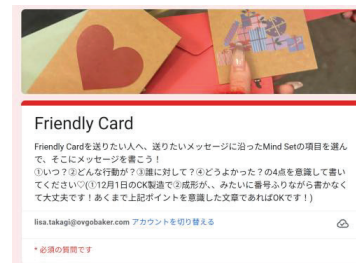 Friendly Card
Friendly Cardを送りたい人へ、送りたいメッセージに沿ったMind Setの項目を選ん
で、そこにメッセージを書こう！
①いつ？②どんな行動が？③誰に対して？④どうよかった？の4点を意識して書い
てください♡(①12月1日のCK製造で②成形が、、みたいに番号ふりながら書かなく
て大丈夫です！あくまで上記ポイントを意識した文章であればOKです！)
lisa.takagi@ovgobaker.com アカウントを切り替える
* 必須の質問です